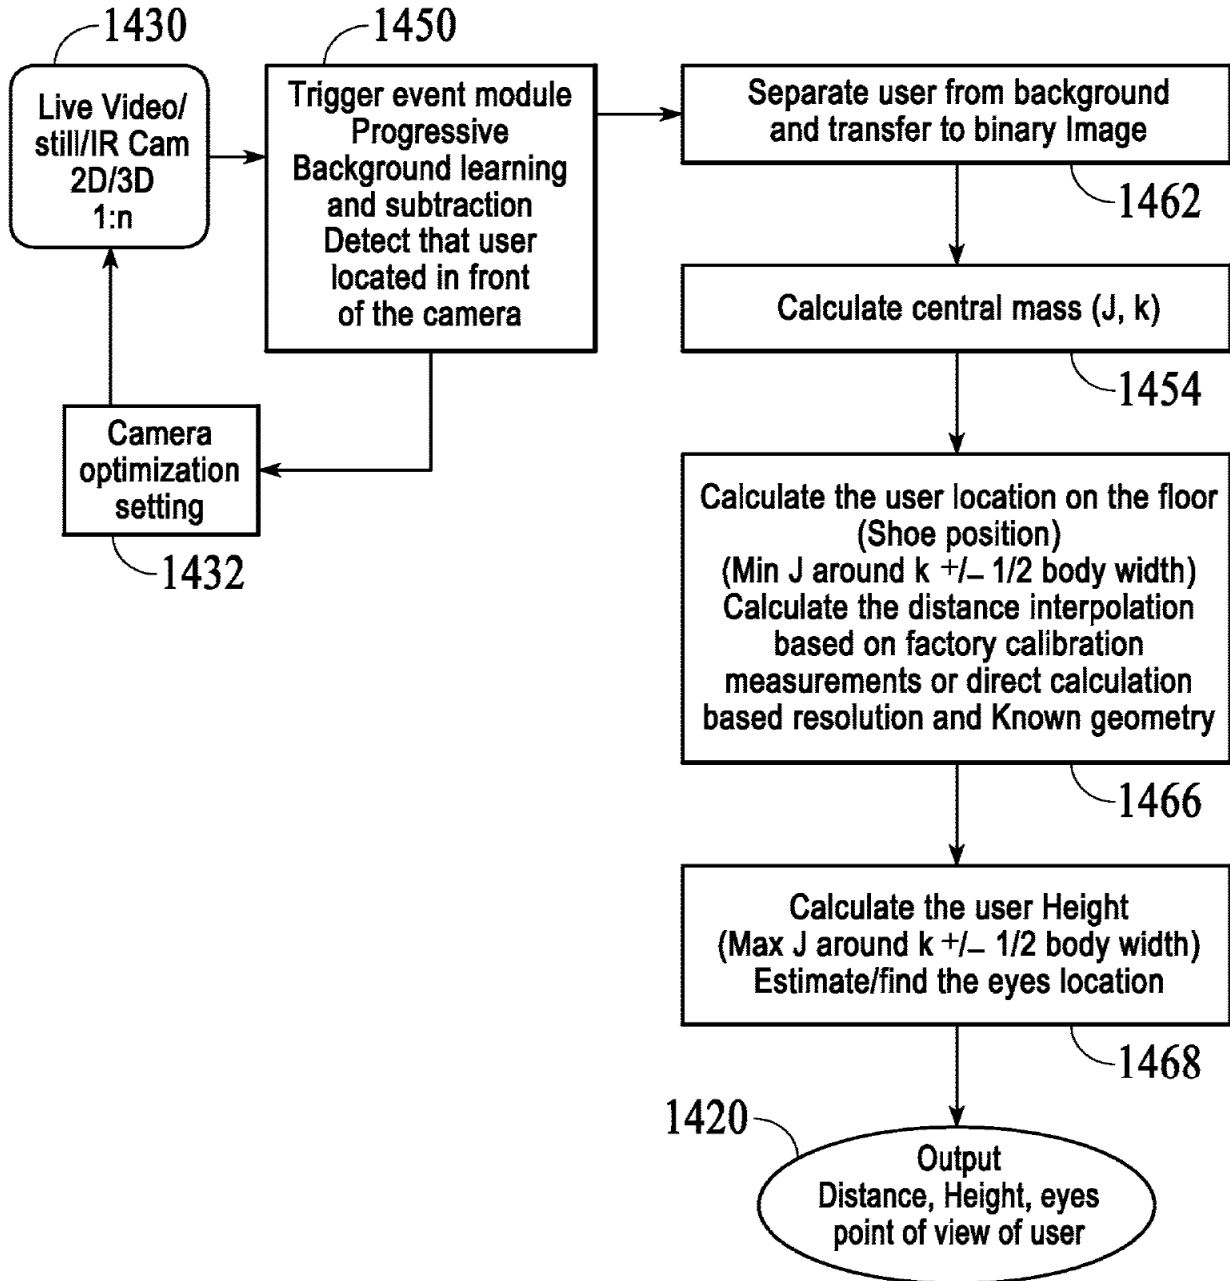 1430
Live Video/
still/IR Cam
2D/3D
1:n
1450
Trigger event module
Progressive
Background learning
and subtraction
Detect that user
located in front
of the camera
Camera
optimization
setting
1432
Separate user from background
and transfer to binary Image
1462
Calculate central mass (J, k)
1454
Calculate the user location on the floor
(Shoe position)
(Min J around k +/- 1/2 body width)
Calculate the distance interpolation
based on factory calibration
measurements or direct calculation
based resolution and Known geometry
1466
Calculate the user Height
(Max J around k +/- 1/2 body width)
Estimate/find the eyes location
1468
1420
Output
Distance, Height, eyes
point of view of user